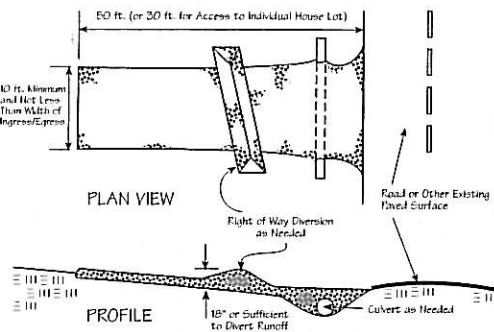 50 ft. (or 30 ft. for Access to Individual House Lot)
10 ft. Minimum
and Not Less
Than Width of
Ingress/Egress
PLAN VIEW
Right of Way Diversion
as Needed
Road or Other Existing
Paved Surface
18" or Sufficient
to Divert Runoff
Culvert as Needed
PROFILE